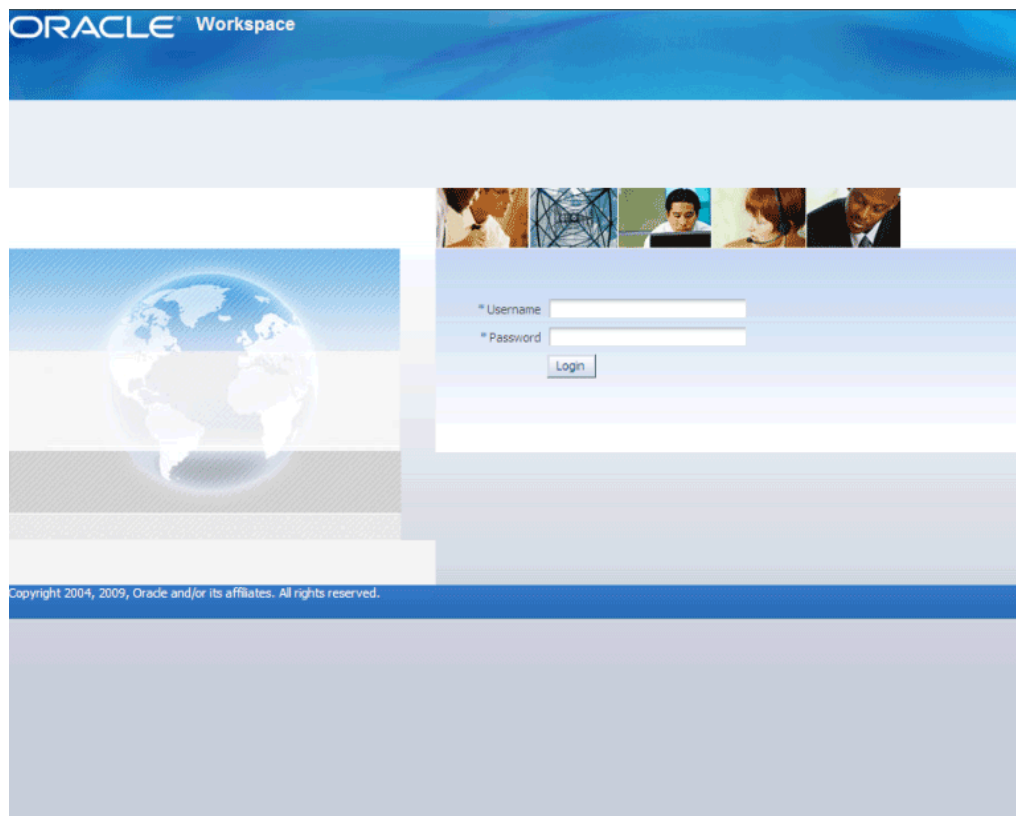 ORACLE® Workspace
* Username
* Password
Login
Copyright 2004, 2009, Oracle and/or its affiliates. All rights reserved.